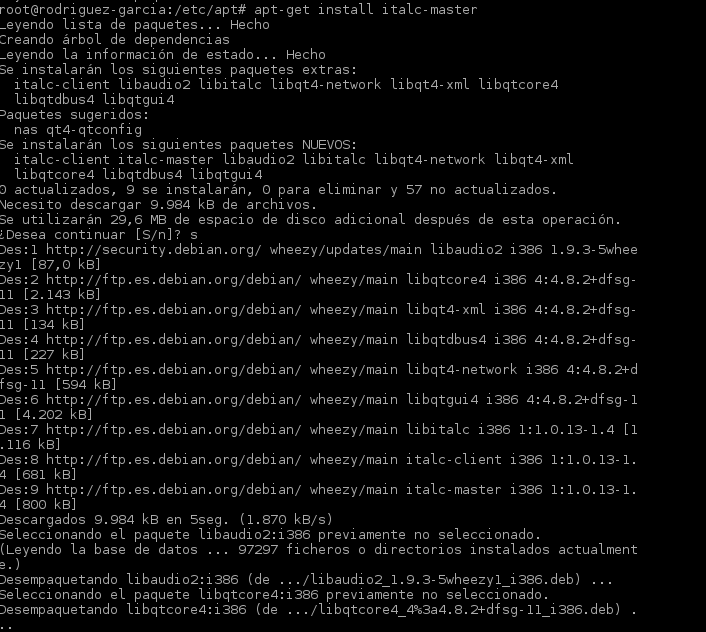 root@rodriguez-garcia:/etc/apt# apt-get install italc-master
Leyendo lista de paquetes... Hecho
Creando árbol de dependencias
Leyendo la información de estado... Hecho
Se instalarán los siguientes paquetes extras:
  italc-client libaudio2 libitalc libqt4-network libqt4-xml libqtcore4
  libqtdbus4 libqtgui4
Paquetes sugeridos:
  nas qt4-qtconfig
Se instalarán los siguientes paquetes NUEVOS:
  italc-client italc-master libaudio2 libitalc libqt4-network libqt4-xml
  libqtcore4 libqtdbus4 libqtgui4
0 actualizados, 9 se instalarán, 0 para eliminar y 57 no actualizados.
Necesito descargar 9.984 kB de archivos.
Se utilizarán 29,6 MB de espacio de disco adicional después de esta operación.
¿Desea continuar [S/n]? s
Des:1 http://security.debian.org/ wheezy/updates/main libaudio2 i386 1.9.3-5whee
zy1 [87,0 kB]
Des:2 http://ftp.es.debian.org/debian/ wheezy/main libqtcore4 i386 4:4.8.2+dfsg-
11 [2.143 kB]
Des:3 http://ftp.es.debian.org/debian/ wheezy/main libqt4-xml i386 4:4.8.2+dfsg-
11 [134 kB]
Des:4 http://ftp.es.debian.org/debian/ wheezy/main libqtdbus4 i386 4:4.8.2+dfsg-
11 [227 kB]
Des:5 http://ftp.es.debian.org/debian/ wheezy/main libqt4-network i386 4:4.8.2+d
fsg-11 [594 kB]
Des:6 http://ftp.es.debian.org/debian/ wheezy/main libqtgui4 i386 4:4.8.2+dfsg-1
1 [4.202 kB]
Des:7 http://ftp.es.debian.org/debian/ wheezy/main libitalc i386 1:1.0.13-1.4 [1
.116 kB]
Des:8 http://ftp.es.debian.org/debian/ wheezy/main italc-client i386 1:1.0.13-1.
4 [681 kB]
Des:9 http://ftp.es.debian.org/debian/ wheezy/main italc-master i386 1:1.0.13-1.
4 [800 kB]
Descargados 9.984 kB en 5seg. (1.870 kB/s)
Seleccionando el paquete libaudio2:i386 previamente no seleccionado.
(Leyendo la base de datos ... 97297 ficheros o directorios instalados actualment
e.)
Desempaquetando libaudio2:i386 (de .../libaudio2_1.9.3-5wheezy1_i386.deb) ...
Seleccionando el paquete libqtcore4:i386 previamente no seleccionado.
Desempaquetando libqtcore4:i386 (de .../libqtcore4_4%3a4.8.2+dfsg-11_i386.deb) .
..